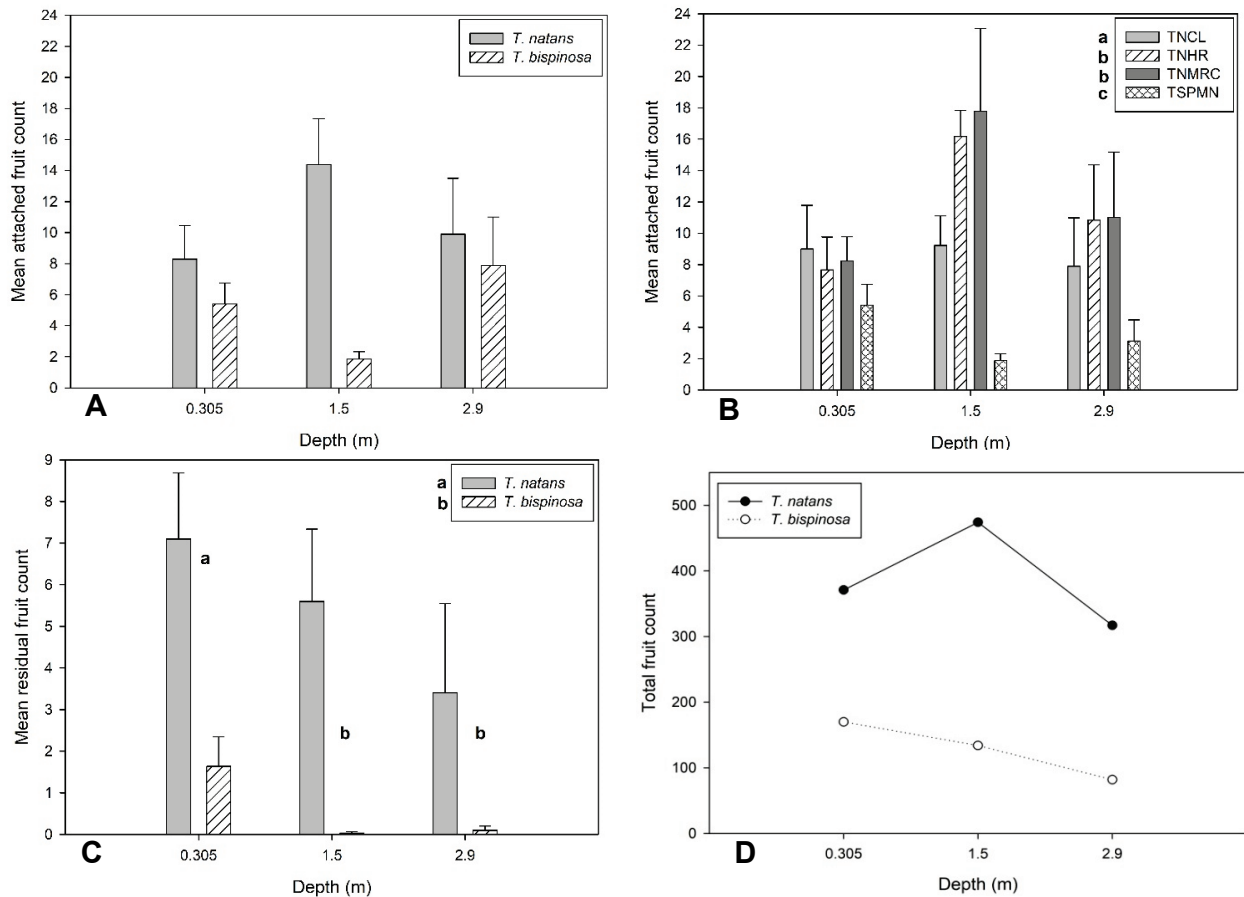 24
22
20
18
16
14
12
10
8
6
4
2
0
Mean attached fruit count
T. natans
T. bispinosa
0.305 1.5 2.9
A
Depth (m)
24
22
20
18
16
14
12
10
8
6
4
2
0
Mean attached fruit count
a TNCL
b TNHR
b TNMRC
c TSPMN
0.305 1.5 2.9
B
Depth (m)
9
8
7
6
5
4
3
2
1
0
Mean residual fruit count
a T. natans
b T. bispinosa
a
b b
0.305 1.5 2.9
C
Depth (m)
500
400
300
200
100
0
Total fruit count
T. natans
T. bispinosa
0.305 1.5 2.9
D
Depth (m)